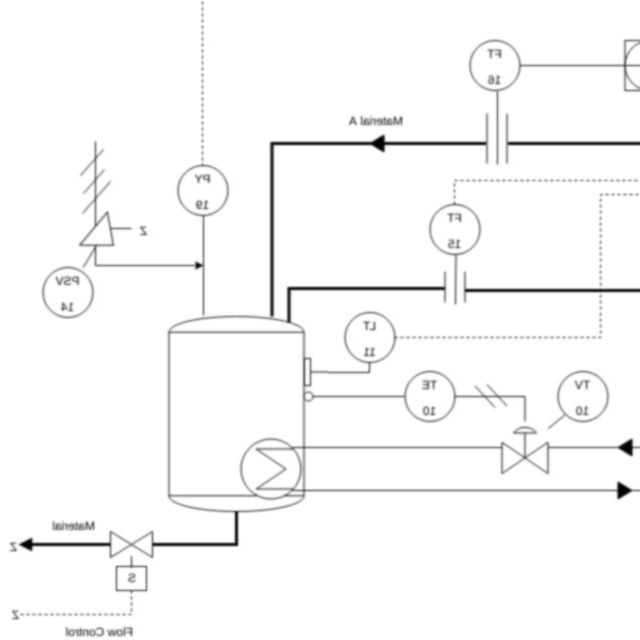 FT
16
Material A
PY
19
Z
FT
15
PSV
14
LT
11
TE
10
TV
10
Material
Z
S
Z
Flow Control